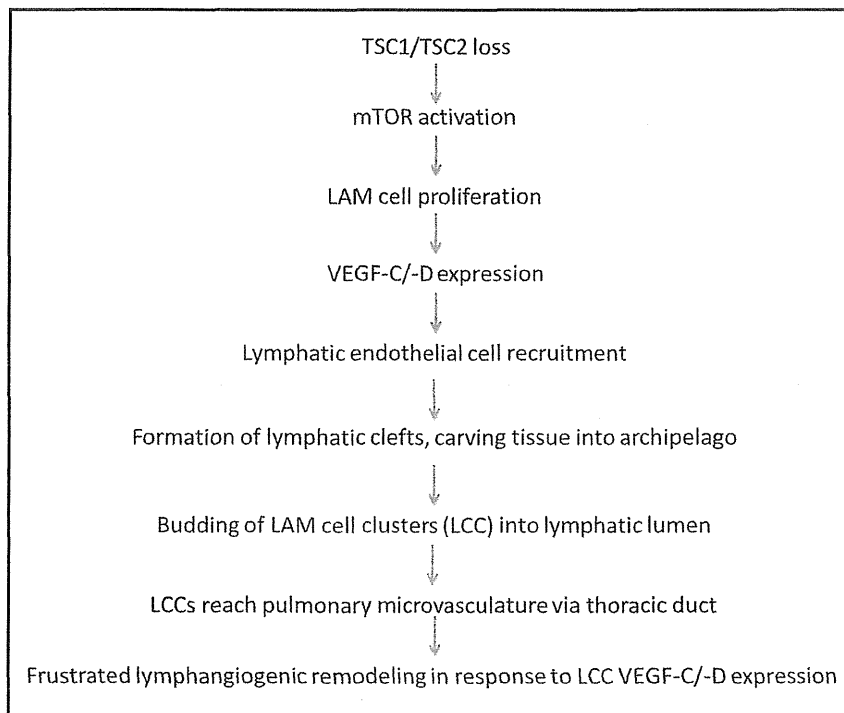 TSC1/TSC2 loss
mTOR activation
LAM cell proliferation
VEGF-C/-D expression
Lymphatic endothelial cell recruitment
Formation of lymphatic clefts, carving tissue into archipelago
Budding of LAM cell clusters (LCC) into lymphatic lumen
LCCs reach pulmonary microvasculature via thoracic duct
Frustrated lymphangiogenic remodeling in response to LCC VEGF-C/-D expression